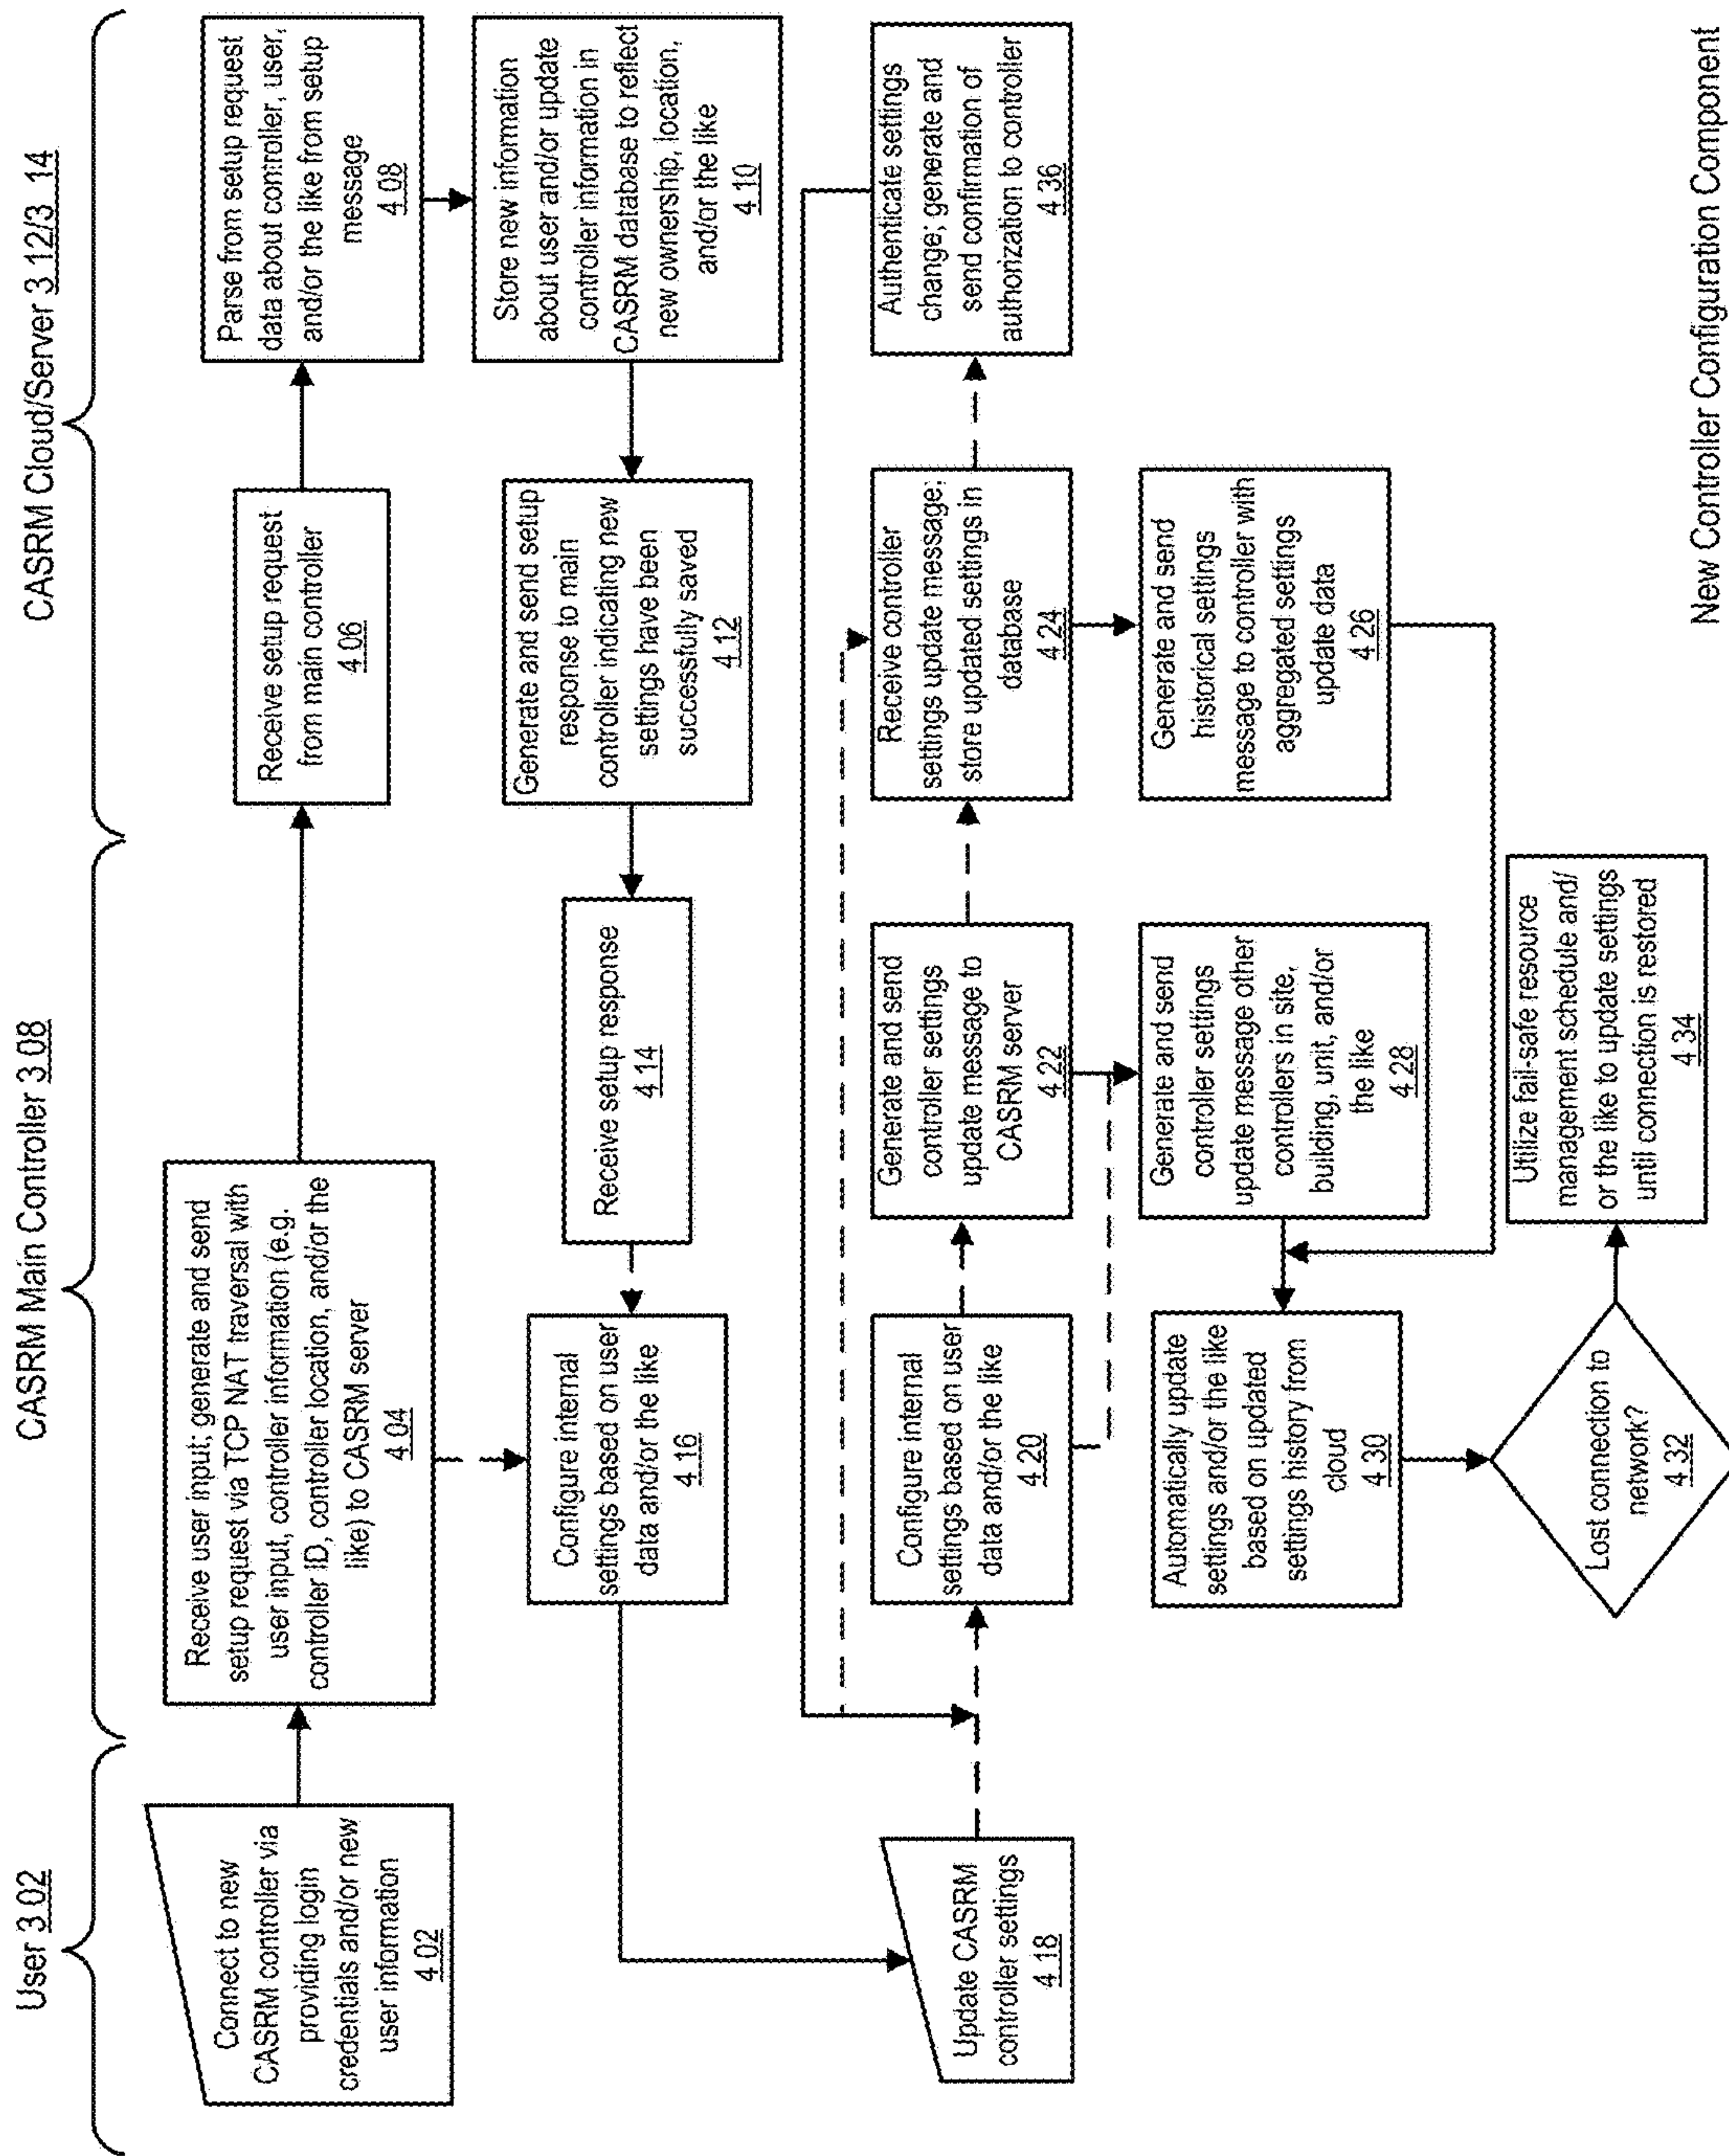 User 3 02
CASRM Main Controller 3 08
CASRM Cloud/Server 3 12/3 14
Connect to new
CASRM controller via
providing login
credentials and/or new
user information
4 02
Receive user input; generate and send
setup request via TCP NAT traversal with
user input, controller information (e.g.
controller ID, controller location, and/or the
like) to CASRM server
4 04
Receive setup request
from main controller
4 06
Parse from setup request
data about controller, user,
and/or the like from setup
message
4 08
Configure internal
settings based on user
data and/or the like
4 16
Receive setup response
4 14
Generate and send setup
response to main
controller indicating new
settings have been
successfully saved
4 12
Store new information
about user and/or update
controller information in
CASRM database to reflect
new ownership, location,
and/or the like
4 10
Update CASRM
controller settings
4 18
Configure internal
settings based on user
data and/or the like
4 20
Generate and send
controller settings
update message to
CASRM server
4 22
Receive controller
settings update message;
store updated settings in
database
4 24
Authenticate settings
change; generate and
send confirmation of
authorization to controller
4 36
Automatically update
settings and/or the like
based on updated
settings history from
cloud
4 30
Generate and send
controller settings
update message other
controllers in site,
building, unit, and/or
the like
4 28
Generate and send
historical settings
message to controller with
aggregated settings
update data
4 26
Lost connection to
network?
4 32
Utilize fail-safe resource
management schedule and/
or the like to update settings
until connection is restored
4 34
New Controller Configuration Component